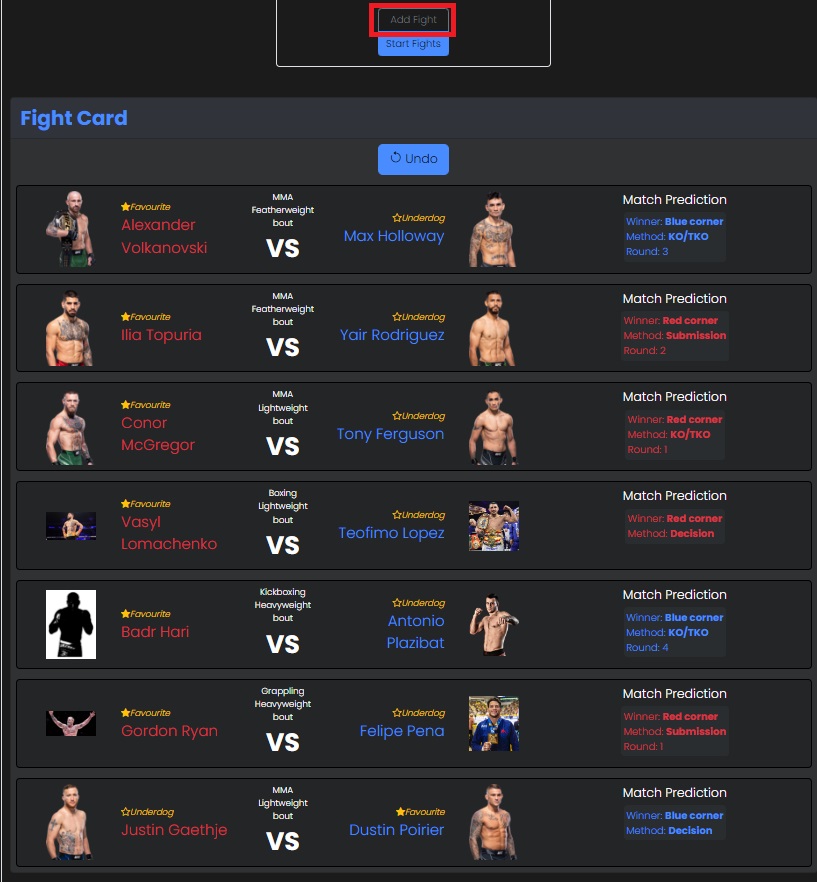 Add Fight
Start Fights
Fight Card
Undo
Favourite
Alexander
Volkanovski
MMA
Featherweight
bout
VS
Underdog
Max Holloway
Match Prediction
Winner: Blue corner
Method: KO/TKO
Round: 3
Favourite
Ilia Topuria
MMA
Featherweight
bout
VS
Underdog
Yair Rodriguez
Match Prediction
Winner: Red corner
Method: Submission
Round: 2
Favourite
Conor
McGregor
MMA
Lightweight
bout
VS
Underdog
Tony Ferguson
Match Prediction
Winner: Red corner
Method: KO/TKO
Round: 1
Favourite
Vasyl
Lomachenko
Boxing
Lightweight
bout
VS
Underdog
Teofimo Lopez
Match Prediction
Winner: Red corner
Method: Decision
Favourite
Badr Hari
Kickboxing
Heavyweight
bout
VS
Underdog
Antonio
Plazibat
Match Prediction
Winner: Blue corner
Method: KO/TKO
Round: 4
Favourite
Gordon Ryan
Grappling
Heavyweight
bout
VS
Underdog
Felipe Pena
Match Prediction
Winner: Red corner
Method: Submission
Round: 1
Underdog
Justin Gaethje
MMA
Lightweight
bout
VS
Favourite
Dustin Poirier
Match Prediction
Winner: Blue corner
Method: Decision